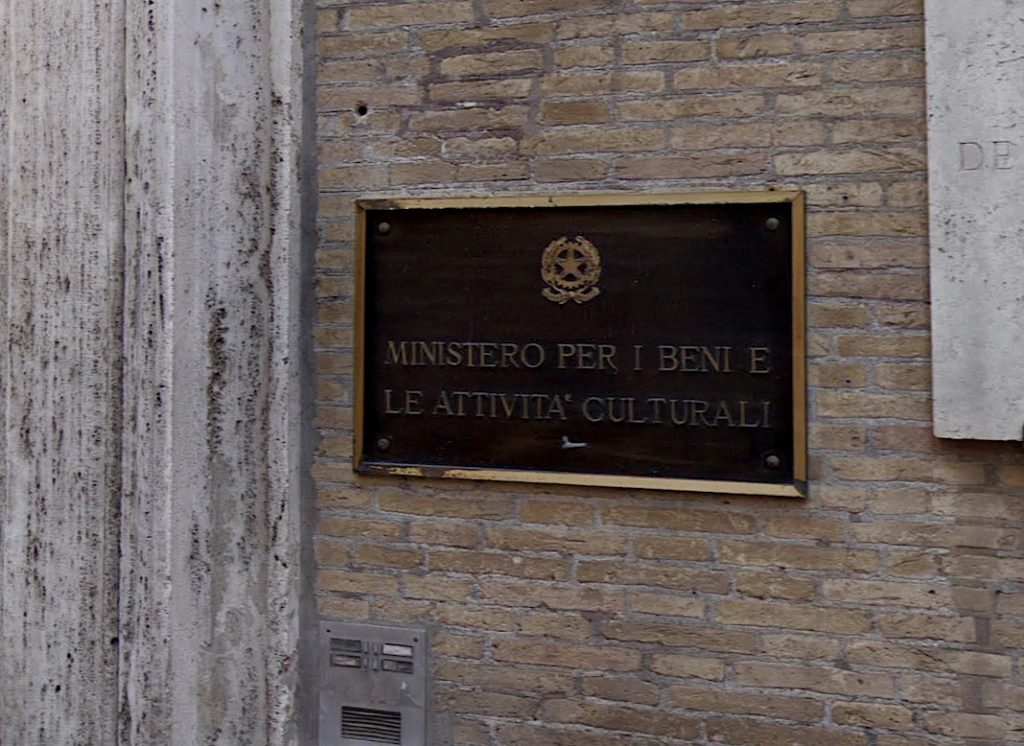 MINISTERO PER I BENI E
LE ATTIVITA' CULTURALI
DE